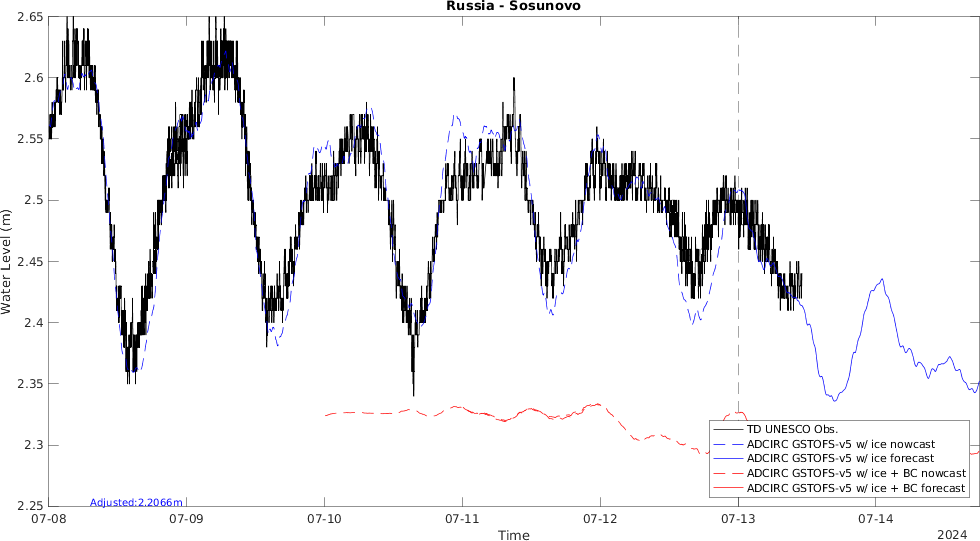 Russia - Sosunovo
2.65
2.6
2.55
2.5
2.45
2.4
2.35
2.3
2.25
Water Level (m)
Adjusted:2.2066m
TD UNESCO Obs.
ADCIRC GSTOFS-v5 w/ ice nowcast
ADCIRC GSTOFS-v5 w/ ice forecast
ADCIRC GSTOFS-v5 w/ ice + BC nowcast
ADCIRC GSTOFS-v5 w/ ice + BC forecast
07-08 07-09 07-10 07-11 07-12 07-13 07-14
Time
2024